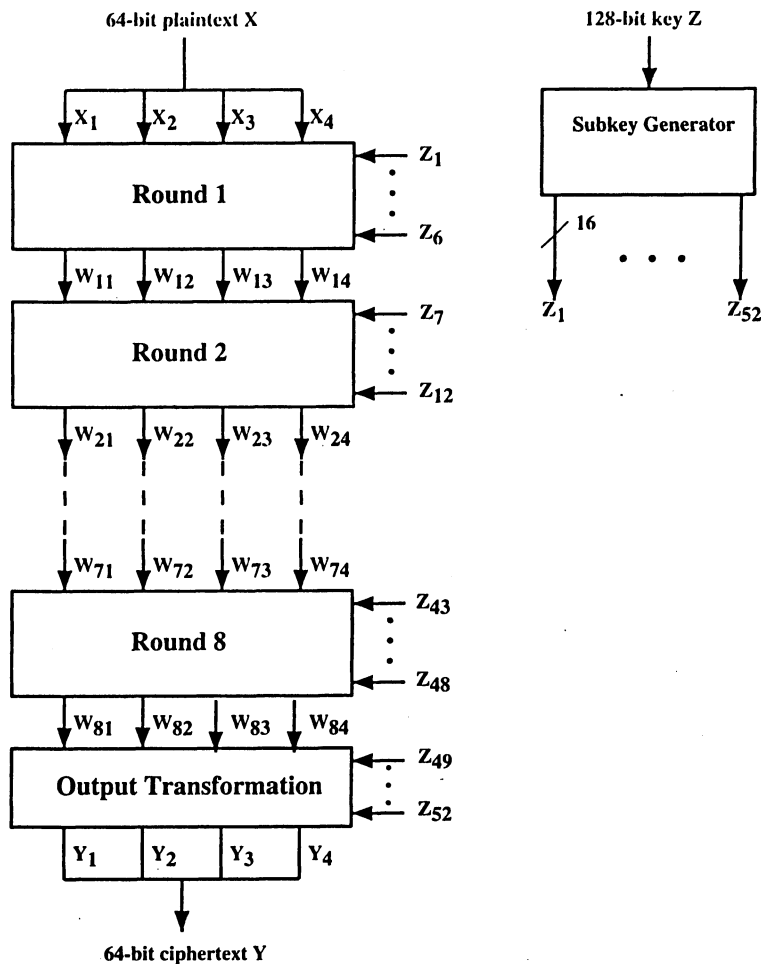 64-bit plaintext X
128-bit key Z
X1 X2 X3 X4
Subkey Generator
Round 1
Z1
Z6
16
Z1 Z52
W11 W12 W13 W14
Round 2
Z7
Z12
W21 W22 W23 W24
W71 W72 W73 W74
Round 8
Z43
Z48
W81 W82 W83 W84
Output Transformation
Z49
Z52
Y1 Y2 Y3 Y4
64-bit ciphertext Y